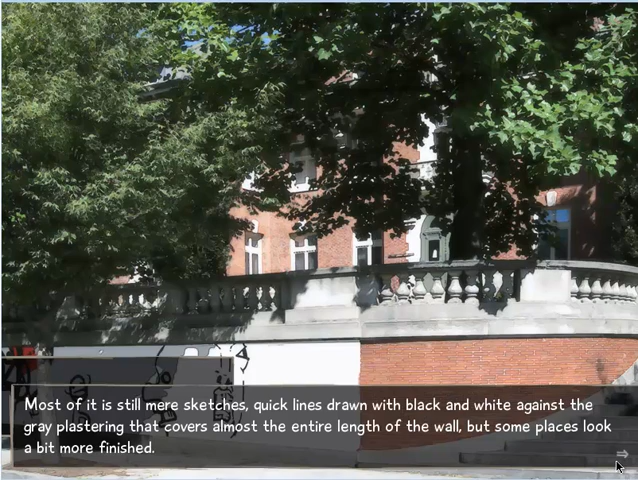 Most of it is still mere sketches, quick lines drawn with black and white against the
gray plastering that covers almost the entire length of the wall, but some places look
a bit more finished.